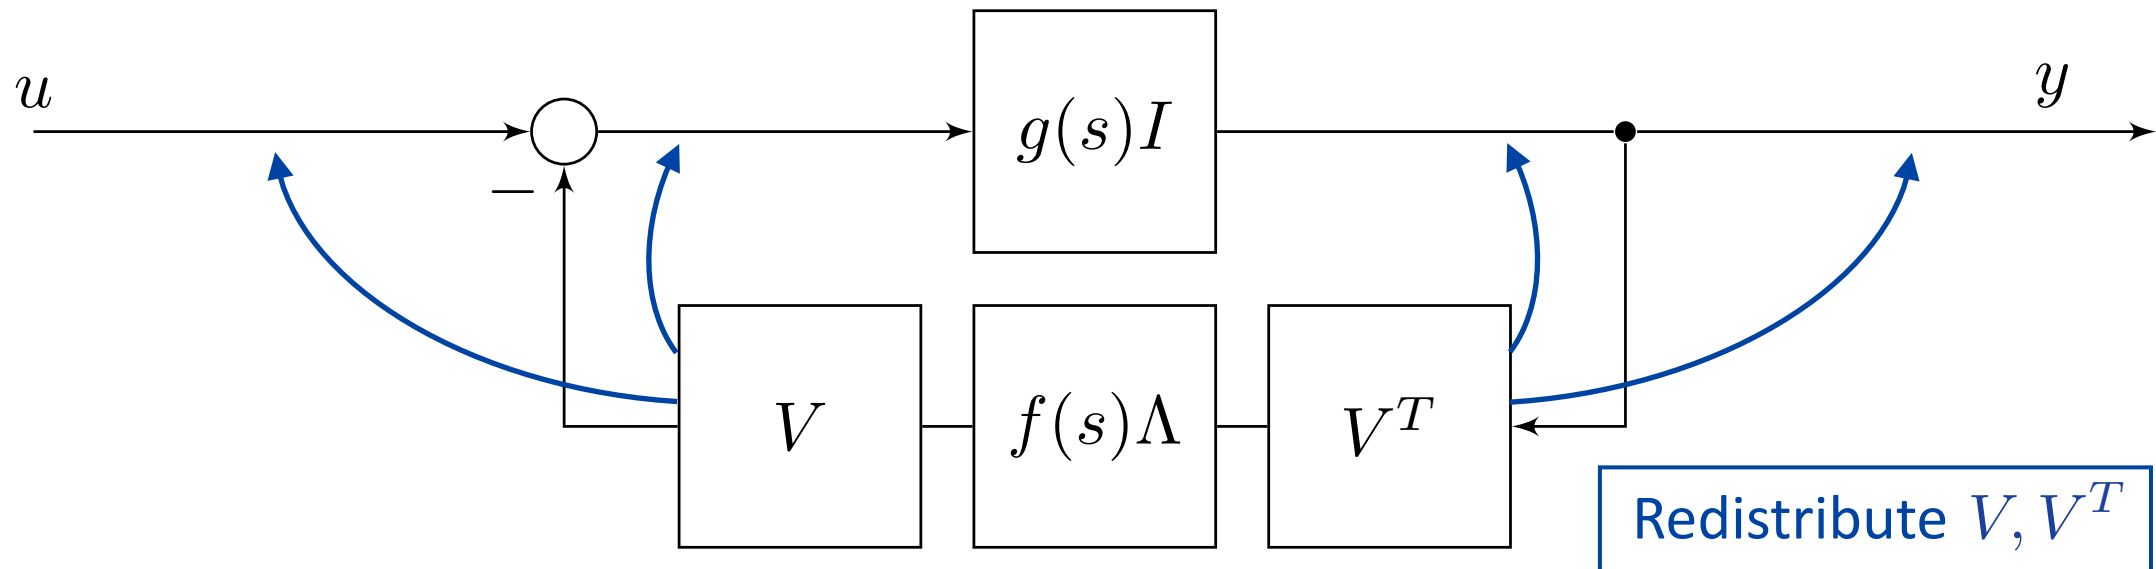 u
y
g(s)I
−
V
f(s)Λ
V^T
Redistribute V, V^T